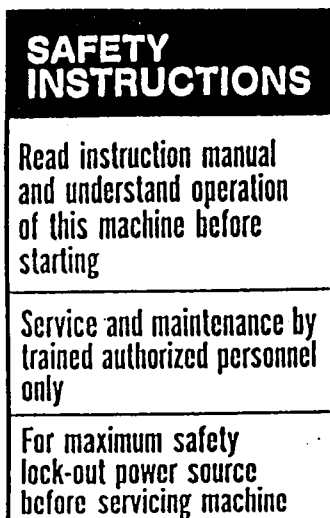 SAFETY
INSTRUCTIONS
Read instruction manual
and understand operation
of this machine before
starting
Service and maintenance by
trained authorized personnel
only
For maximum safety
lock-out power source
before servicing machine